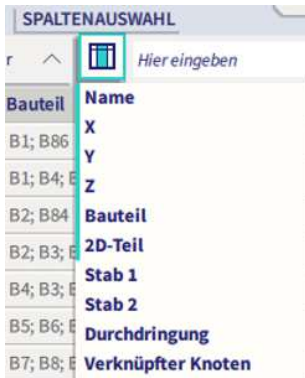 SPALTENAUSWAHL
r
Hier eingeben
Bauteil
Name
B1; B86
X
Y
B1; B4; B
Z
B2; B84
Bauteil
B2; B3; B
2D-Teil
B4; B3; B
Stab 1
Stab 2
B5; B6; B
Durchdringung
B7; B8; B
Verknüpfter Knoten